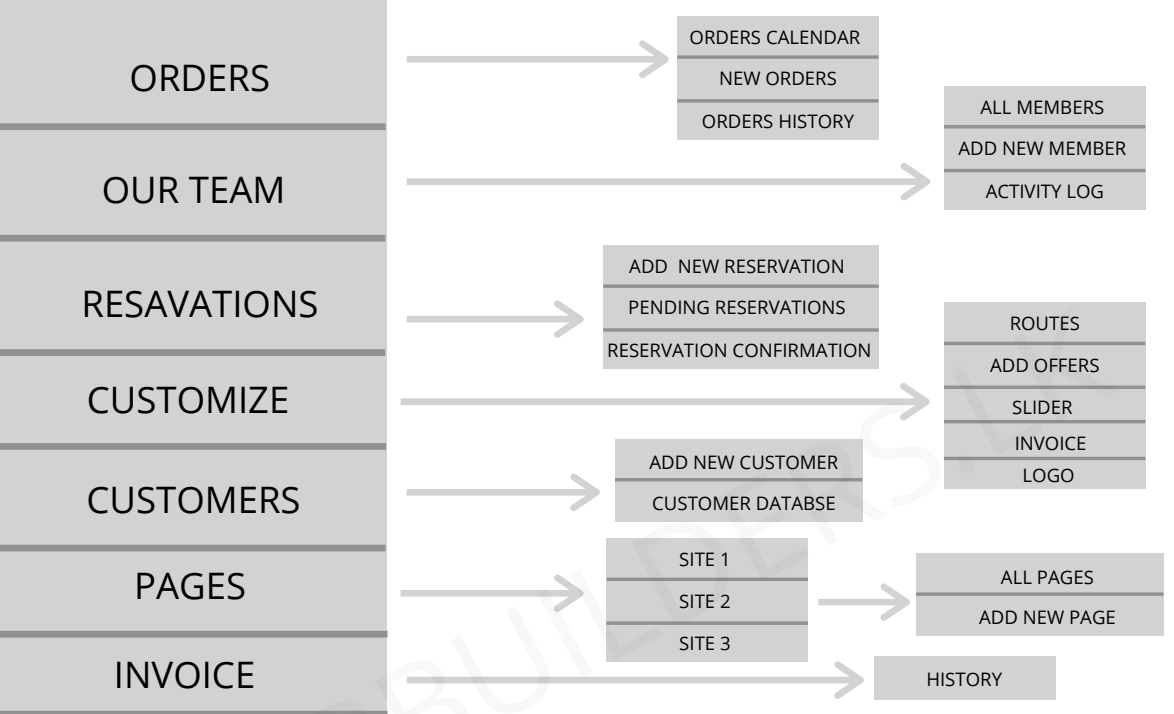 ORDERS
ORDERS CALENDAR
NEW ORDERS
ORDERS HISTORY
OUR TEAM
ALL MEMBERS
ADD NEW MEMBER
ACTIVITY LOG
RESAVATIONS
ADD NEW RESERVATION
PENDING RESERVATIONS
RESERVATION CONFIRMATION
CUSTOMIZE
ROUTES
ADD OFFERS
SLIDER
INVOICE
LOGO
CUSTOMERS
ADD NEW CUSTOMER
CUSTOMER DATABSE
PAGES
SITE 1
SITE 2
SITE 3
ALL PAGES
ADD NEW PAGE
INVOICE
HISTORY
BUILDERS.LK